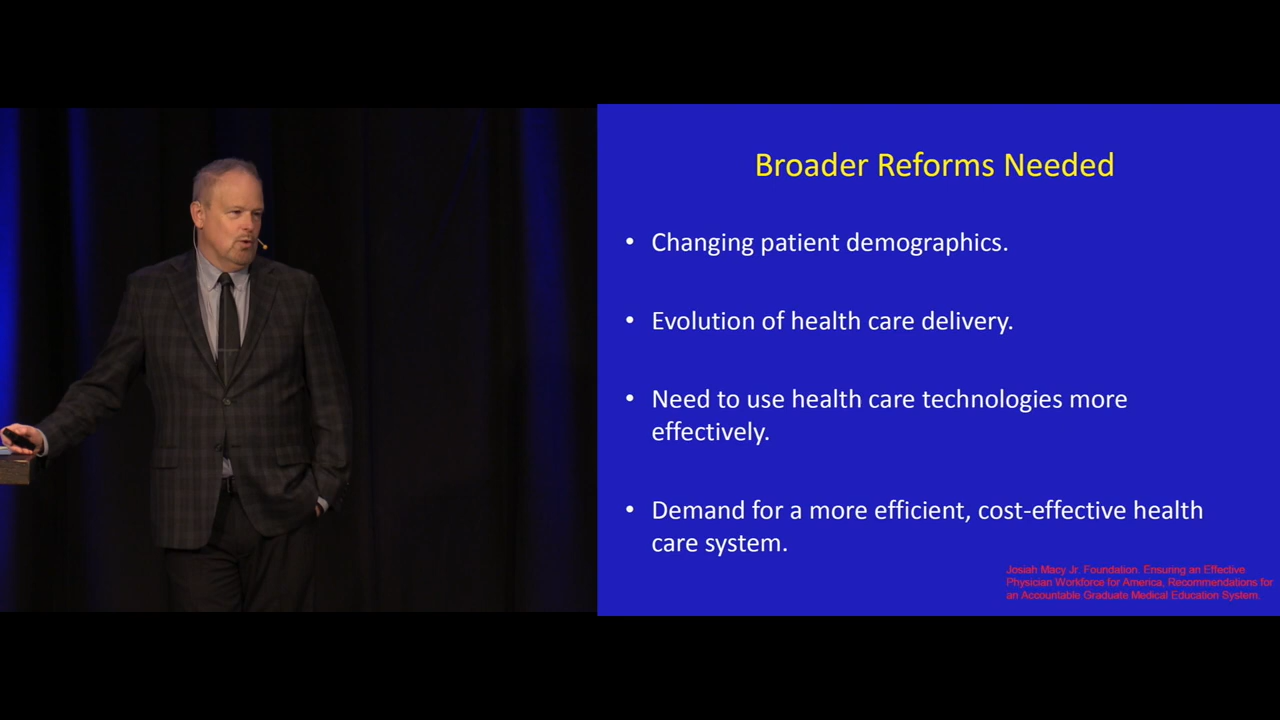 Broader Reforms Needed
• Changing patient demographics.
• Evolution of health care delivery.
• Need to use health care technologies more
effectively.
• Demand for a more efficient, cost-effective health
care system.
Josiah Macy Jr. Foundation. Ensuring an Effective
Physician Workforce for America, Recommendations for
an Accountable Graduate Medical Education System.